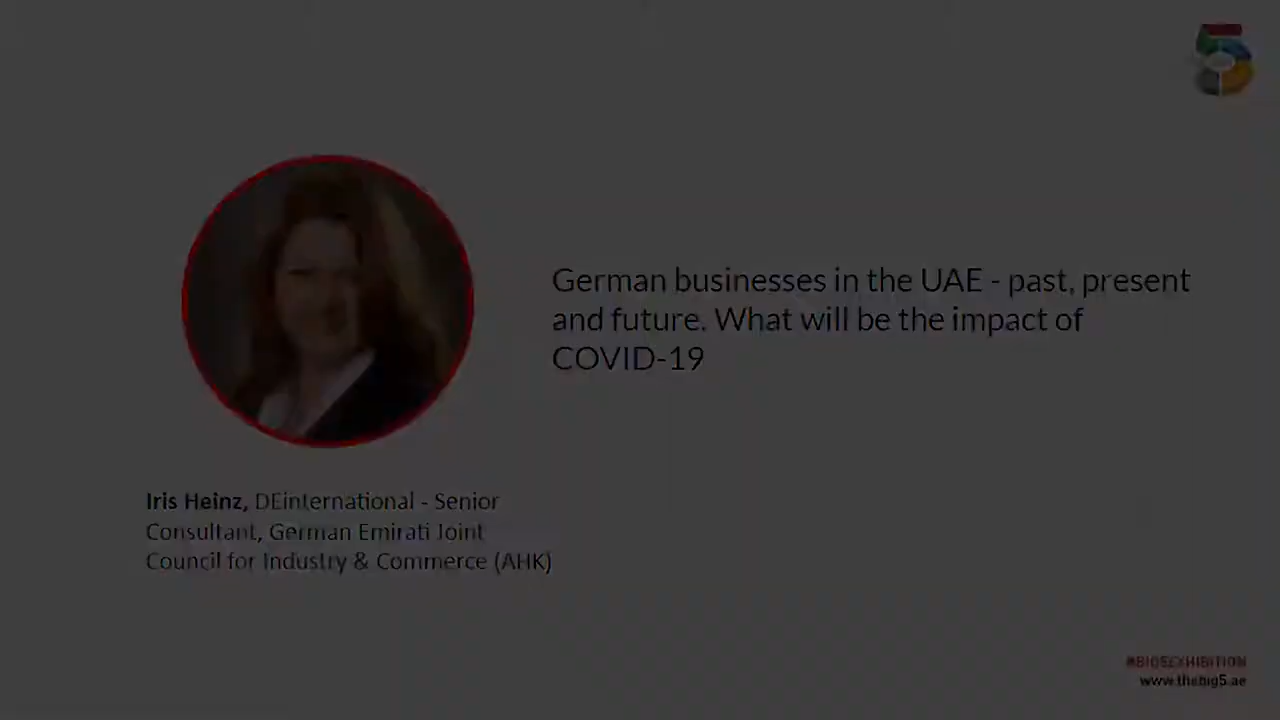 German businesses in the UAE - past, present
and future. What will be the impact of
COVID-19
Iris Heinz, DEinternational - Senior
Consultant, German Emirati Joint
Council for Industry & Commerce (AHK)
#BIG5EXHIBITION
www.thebig5.ae